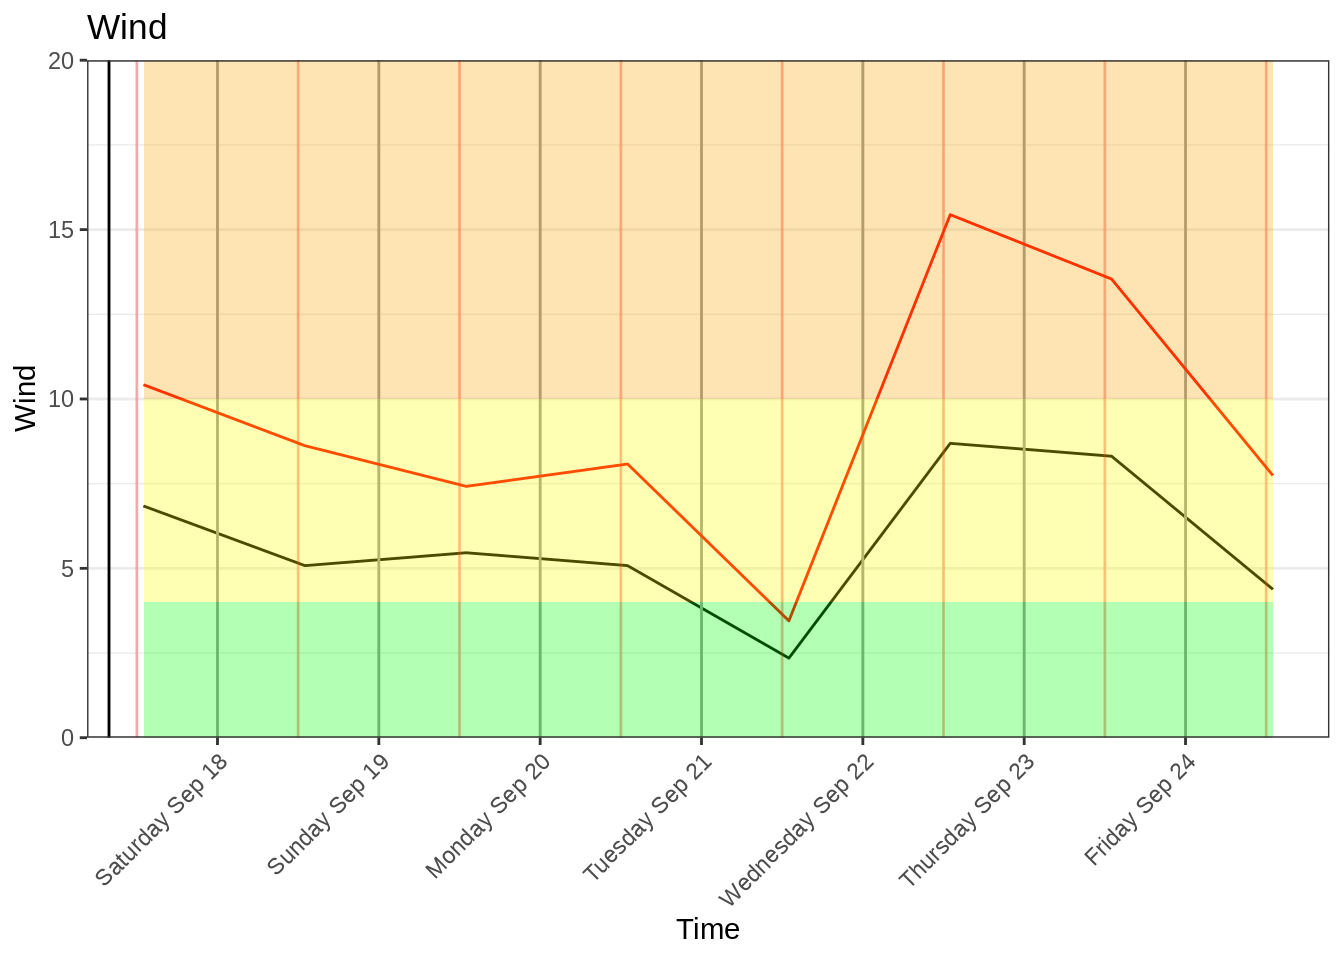 Wind
20
15
10
5
0
Wind
Saturday Sep 18
Sunday Sep 19
Monday Sep 20
Tuesday Sep 21
Wednesday Sep 22
Thursday Sep 23
Friday Sep 24
Time